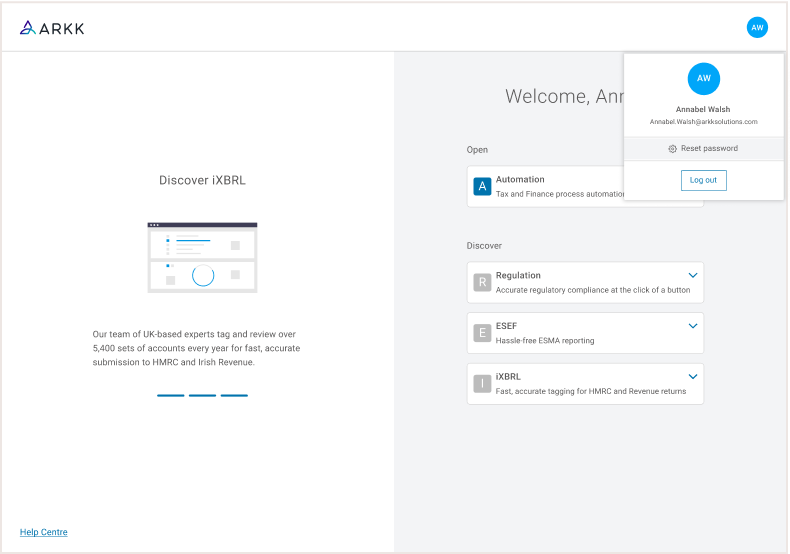 ARKK
AW
AW
Annabel Walsh
Annabel.Walsh@arkksolutions.com
Reset password
Log out
Discover iXBRL
Our team of UK-based experts tag and review over
5,400 sets of accounts every year for fast, accurate
submission to HMRC and Irish Revenue.
Help Centre
Welcome, Ann
Open
A
Automation
Tax and Finance process automation
Discover
R
Regulation
Accurate regulatory compliance at the click of a button
E
ESEF
Hassle-free ESMA reporting
I
iXBRL
Fast, accurate tagging for HMRC and Revenue returns